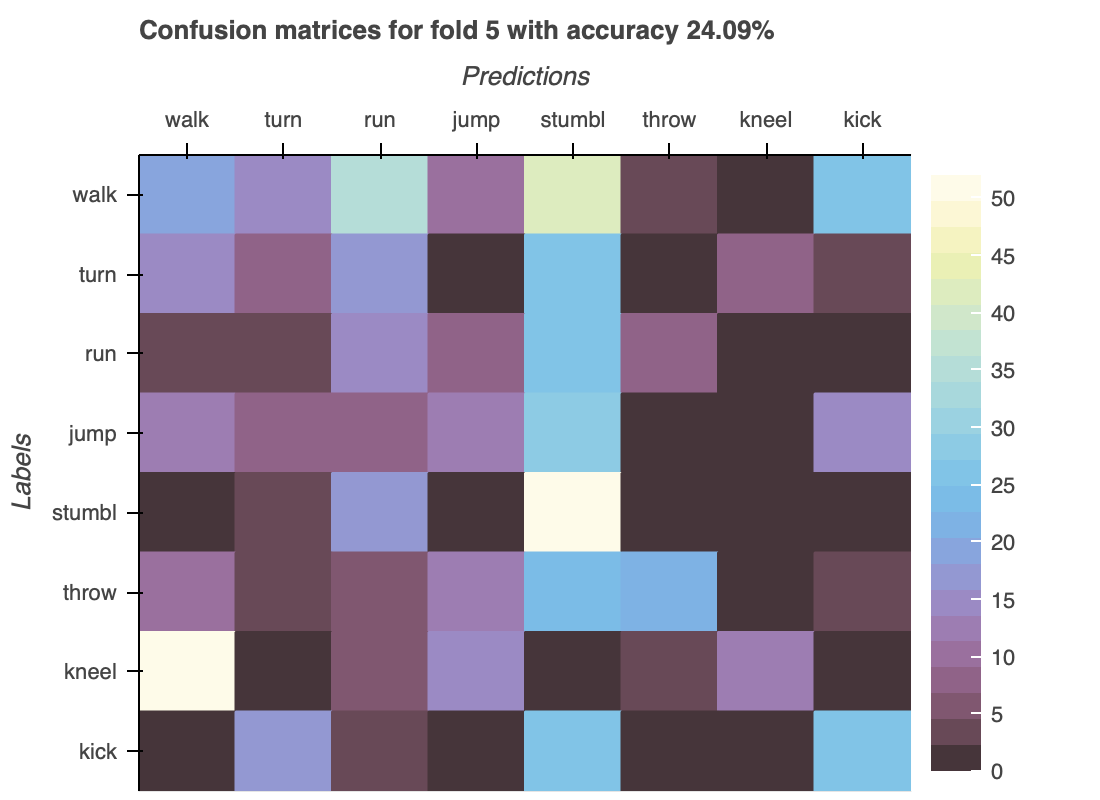 Confusion matrices for fold 5 with accuracy 24.09%
Predictions
walk turn run jump stumbl throw kneel kick
walk
turn
run
jump
stumbl
throw
kneel
kick
Labels
50
45
40
35
30
25
20
15
10
5
0